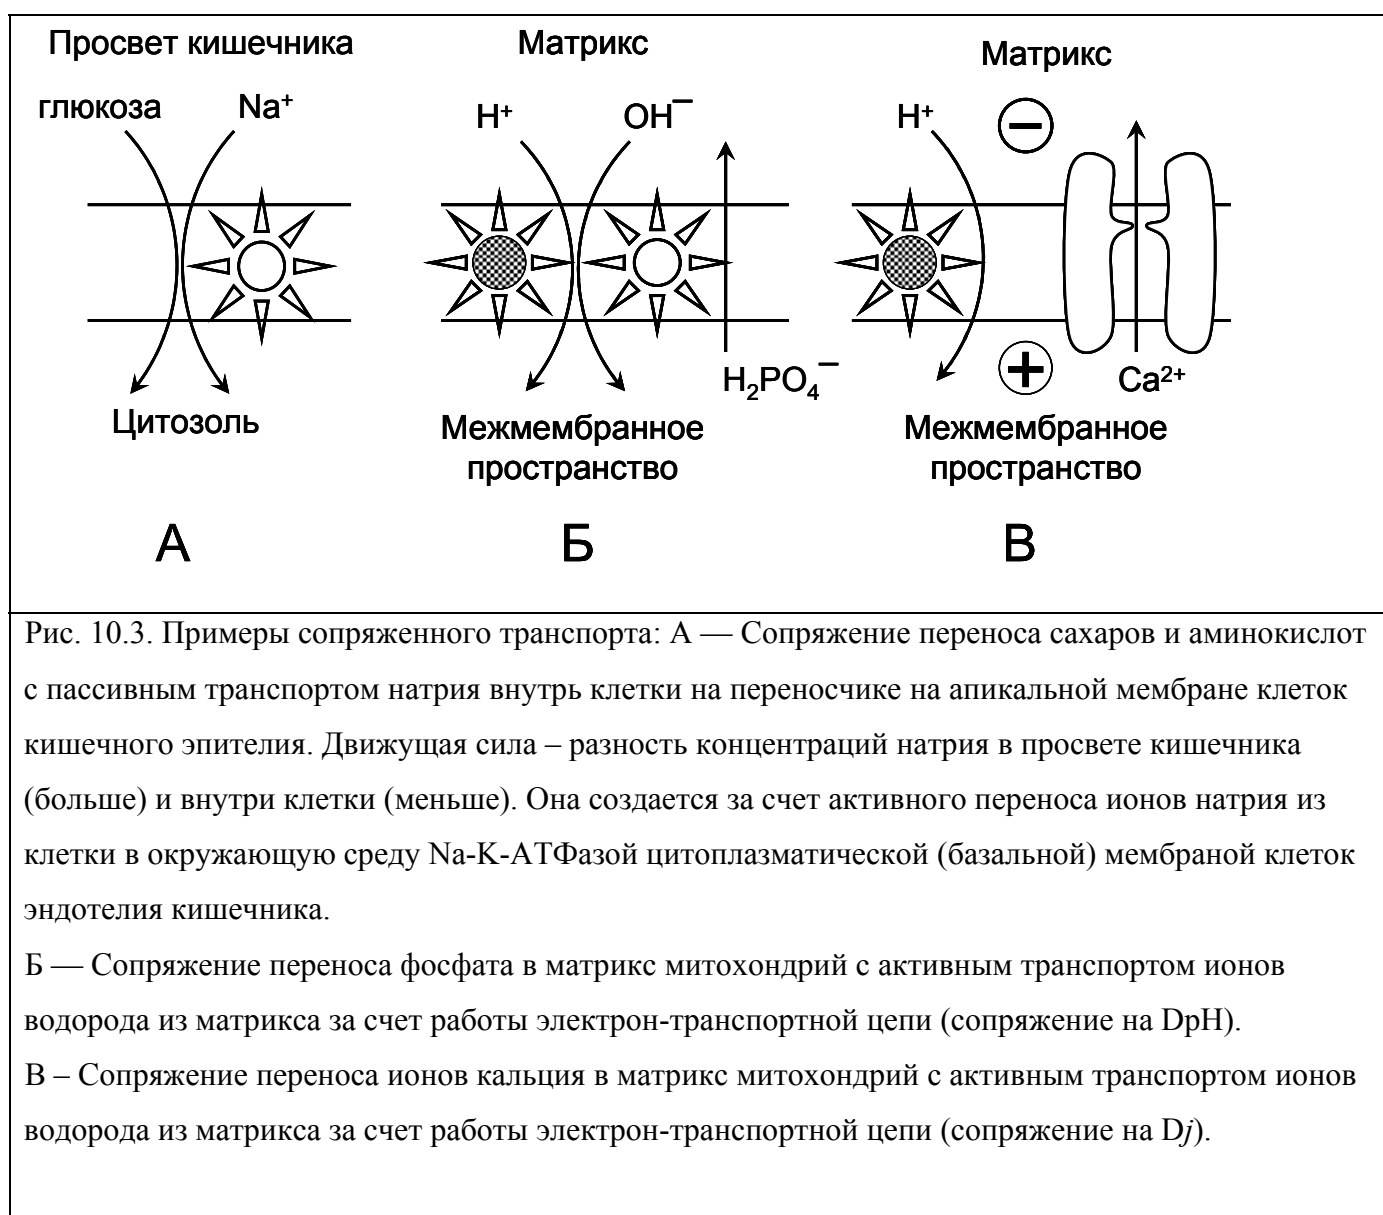 Просвет кишечника
Матрикс
Матрикс
глюкоза
Na⁺
H⁺
OH⁻
H⁺
−
+
H₂PO₄⁻
Ca²⁺
Цитозоль
Межмембранное
пространство
Межмембранное
пространство
А
Б
В
Рис. 10.3. Примеры сопряженного транспорта: А — Сопряжение переноса сахаров и аминокислот
с пассивным транспортом натрия внутрь клетки на переносчике на апикальной мембране клеток
кишечного эпителия. Движущая сила – разность концентраций натрия в просвете кишечника
(больше) и внутри клетки (меньше). Она создается за счет активного переноса ионов натрия из
клетки в окружающую среду Na-K-АТФазой цитоплазматической (базальной) мембраной клеток
эндотелия кишечника.
Б — Сопряжение переноса фосфата в матрикс митохондрий с активным транспортом ионов
водорода из матрикса за счет работы электрон-транспортной цепи (сопряжение на DpH).
В – Сопряжение переноса ионов кальция в матрикс митохондрий с активным транспортом ионов
водорода из матрикса за счет работы электрон-транспортной цепи (сопряжение на Dj).